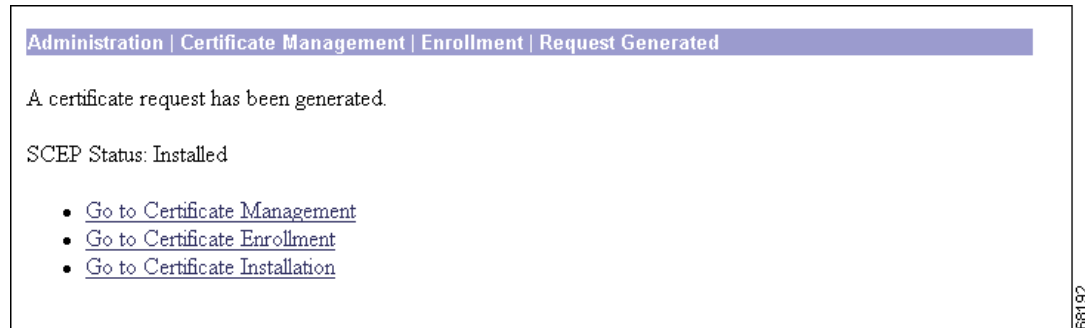 Administration | Certificate Management | Enrollment | Request Generated
A certificate request has been generated.
SCEP Status: Installed
• Go to Certificate Management
• Go to Certificate Enrollment
• Go to Certificate Installation
68192